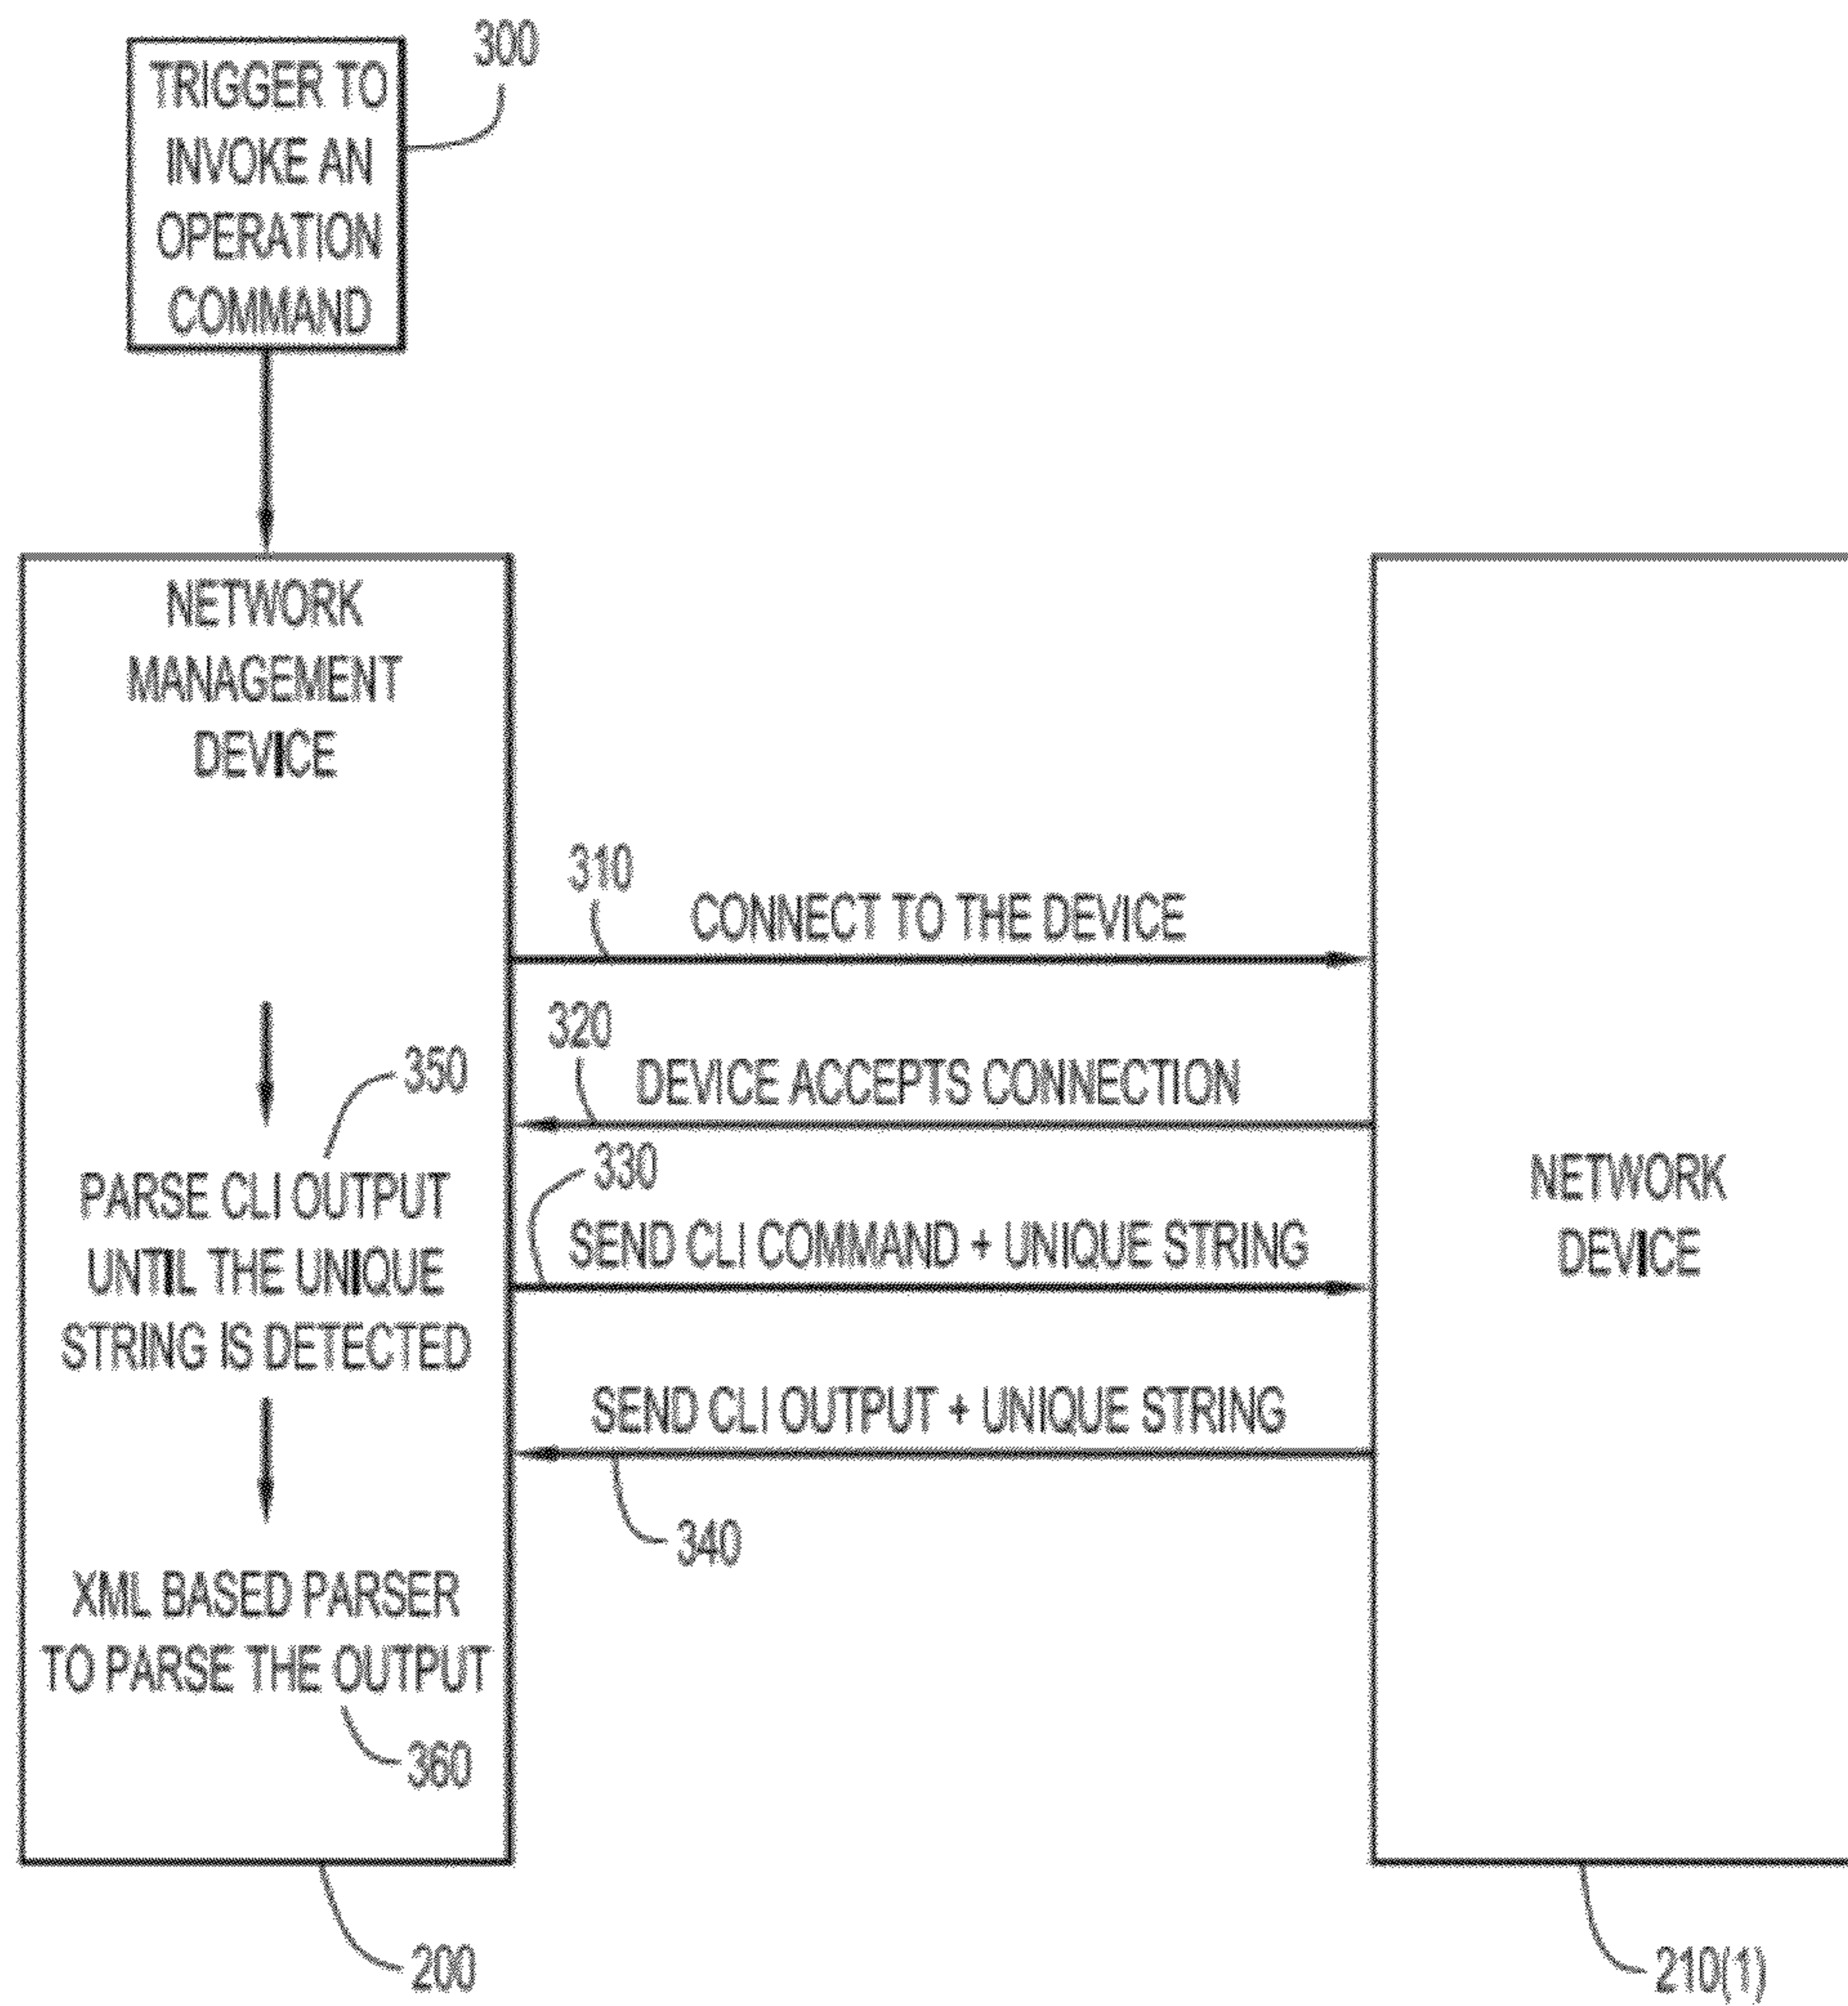 300
TRIGGER TO
INVOKE AN
OPERATION
COMMAND
NETWORK
MANAGEMENT
DEVICE
310
CONNECT TO THE DEVICE
320
DEVICE ACCEPTS CONNECTION
350
330
PARSE CLI OUTPUT
UNTIL THE UNIQUE
STRING IS DETECTED
SEND CLI COMMAND + UNIQUE STRING
NETWORK
DEVICE
SEND CLI OUTPUT + UNIQUE STRING
340
XML BASED PARSER
TO PARSE THE OUTPUT
360
200
210(1)